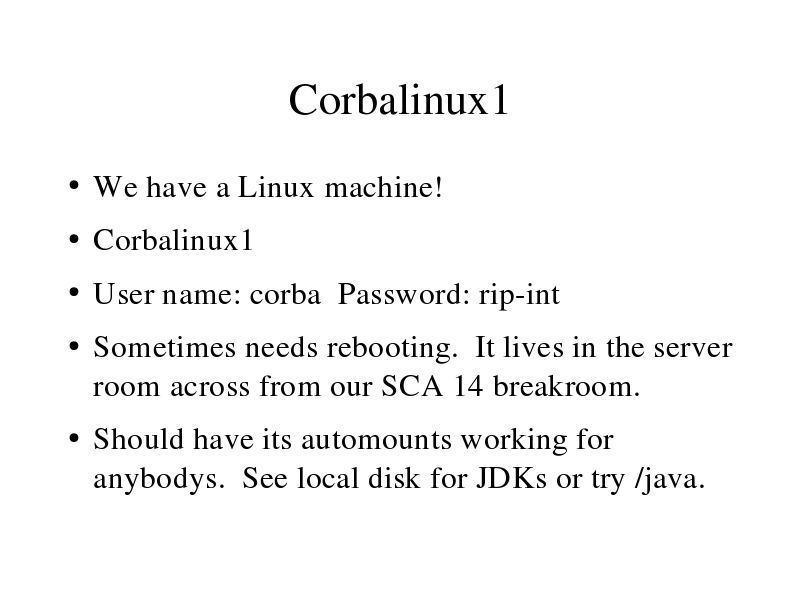 Corbalinux1
• We have a Linux machine!
• Corbalinux1
• User name: corba  Password: rip-int
• Sometimes needs rebooting.  It lives in the server
room across from our SCA 14 breakroom.
• Should have its automounts working for
anybodys.  See local disk for JDKs or try /java.